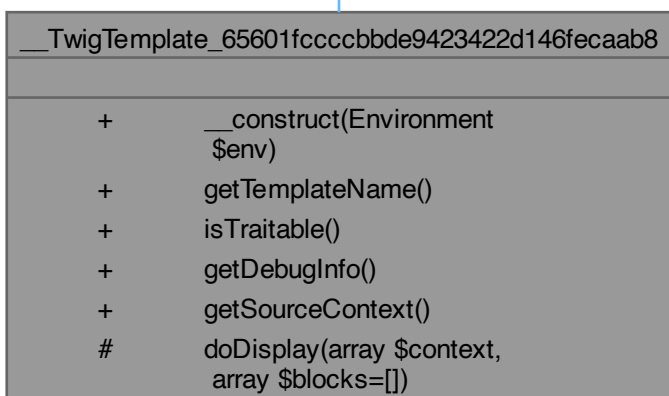 __TwigTemplate_65601fccccbbde9423422d146fecaab8
+ __construct(Environment
$env)
+ getTemplateName()
+ isTraitable()
+ getDebugInfo()
+ getSourceContext()
# doDisplay(array $context,
array $blocks=[])